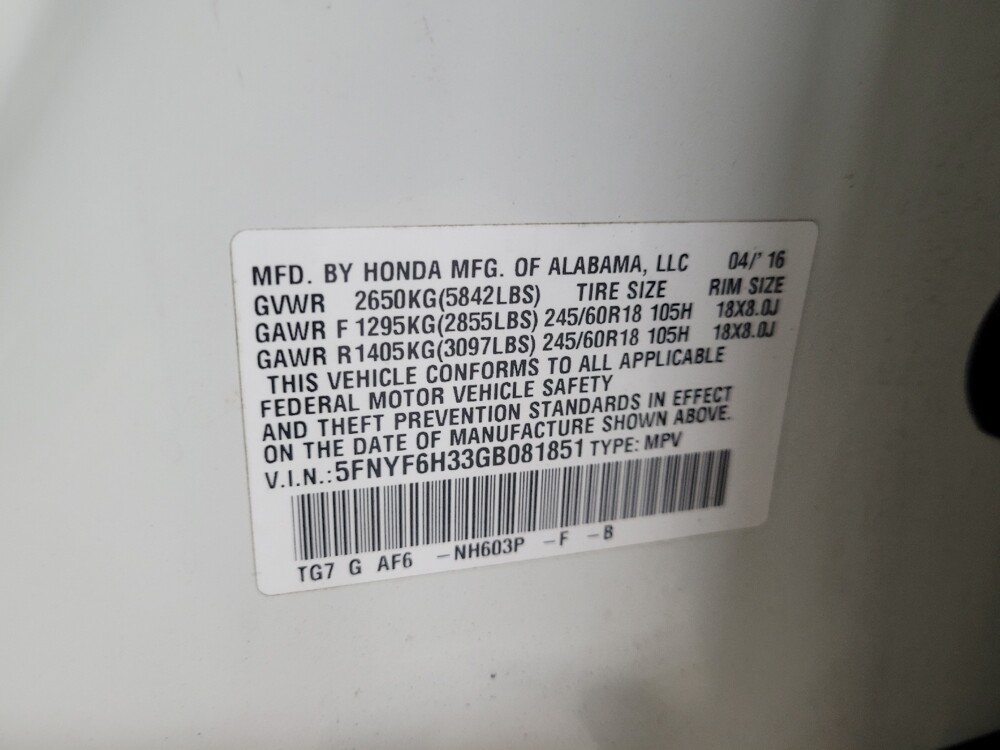 MFD. BY HONDA MFG. OF ALABAMA, LLC 04/'16
GVWR 2650KG(5842LBS) TIRE SIZE RIM SIZE
GAWR F 1295KG(2855LBS) 245/60R18 105H 18X8.0J
GAWR R1405KG(3097LBS) 245/60R18 105H 18X8.0J
THIS VEHICLE CONFORMS TO ALL APPLICABLE
FEDERAL MOTOR VEHICLE SAFETY
AND THEFT PREVENTION STANDARDS IN EFFECT
ON THE DATE OF MANUFACTURE SHOWN ABOVE.
V.I.N.:5FNYF6H33GB081851 TYPE: MPV
TG7 G AF6 -NH603P -F -B